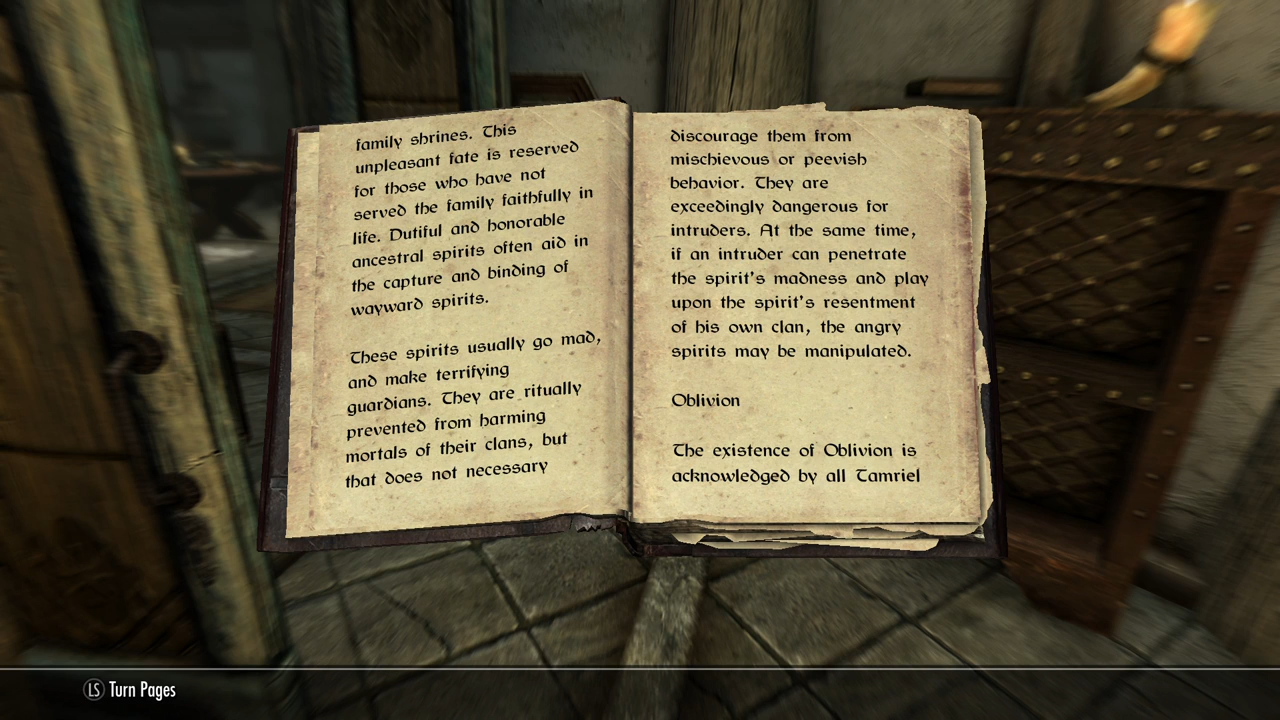 family shrines. This
unpleasant fate is reserved
for those who have not
served the family faithfully in
life. Dutiful and honorable
ancestral spirits often aid in
the capture and binding of
wayward spirits.
These spirits usually go mad,
and make terrifying
guardians. They are ritually
prevented from harming
mortals of their clans, but
that does not necessary
discourage them from
mischievous or peevish
behavior. They are
exceedingly dangerous for
intruders. At the same time,
if an intruder can penetrate
the spirit's madness and play
upon the spirit's resentment
of his own clan, the angry
spirits may be manipulated.
Oblivion
The existence of Oblivion is
acknowledged by all Tamriel
LS Turn Pages